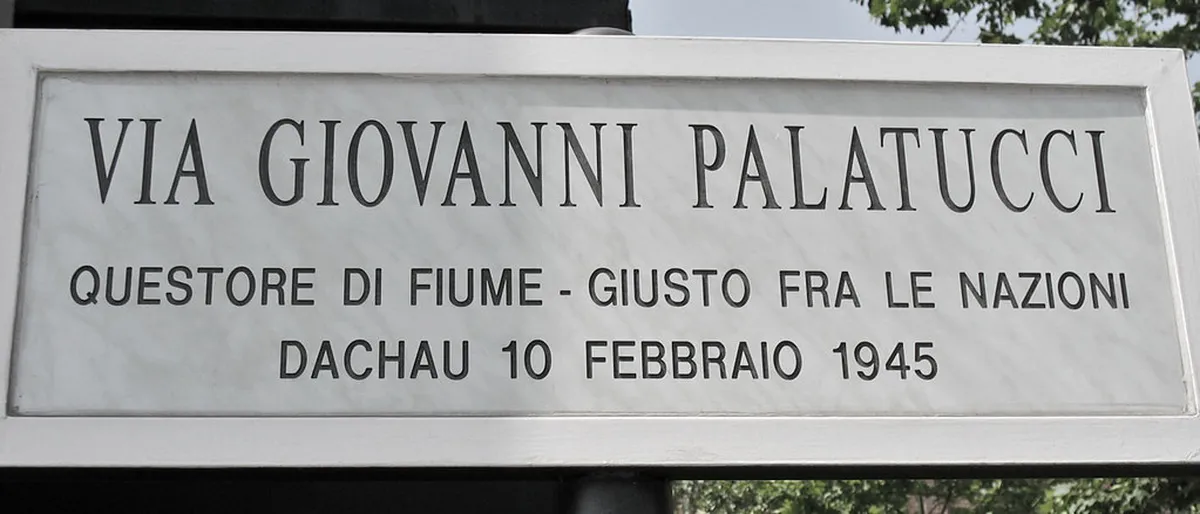 VIA GIOVANNI PALATUCCI
QUESTORE DI FIUME - GIUSTO FRA LE NAZIONI
DACHAU 10 FEBBRAIO 1945